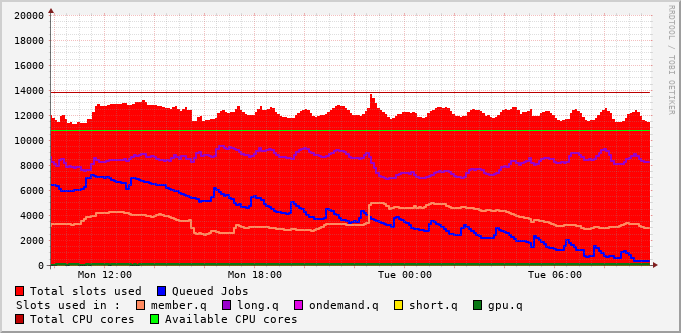 20000
18000
16000
14000
12000
10000
8000
6000
4000
2000
0
Mon 12:00 Mon 18:00 Tue 00:00 Tue 06:00
RRDTOOL / TOBI OETIKER
Total slots used Queued Jobs
Slots used in : member.q long.q ondemand.q short.q gpu.q
Total CPU cores Available CPU cores